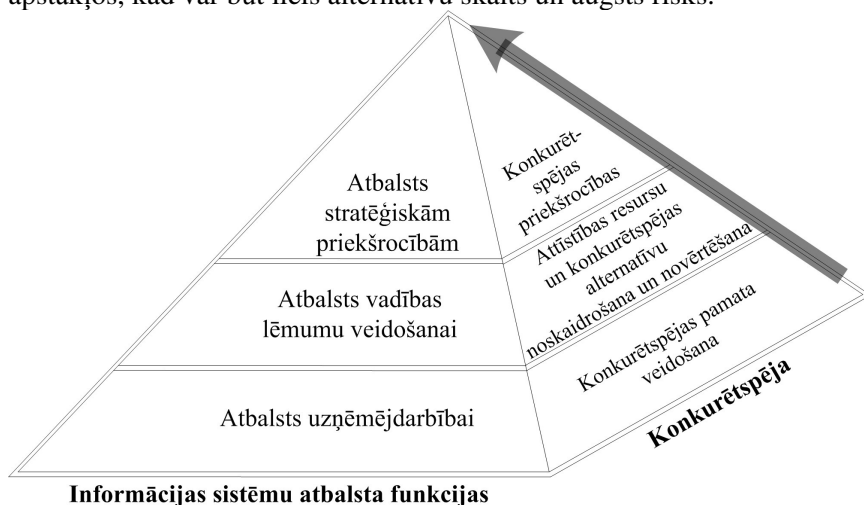 apstākļos, kad var būt liels alternatīvu skaits un augsts risks.
Atbalsts
stratēģiskām
priekšrocībām
Konkurēt-
spējas
priekšrocības
Atbalsts vadības
lēmumu veidošanai
Attīstības resursu
un konkurētspējas
alternatīvu
noskaidrošana un novērtēšana
Atbalsts uzņēmējdarbībai
Konkurētspējas pamata
veidošana
Konkurētspēja
Informācijas sistēmu atbalsta funkcijas